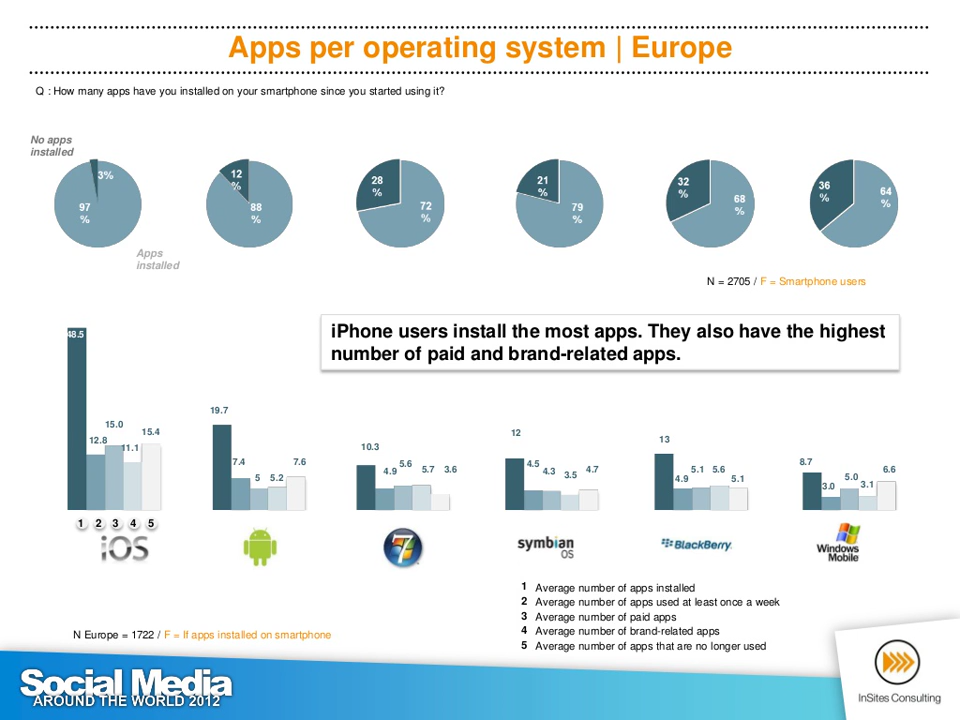 Apps per operating system | Europe
Q : How many apps have you installed on your smartphone since you started using it?
No apps
installed
3%
97
%
12
%
88
%
28
%
72
%
21
%
79
%
32
%
68
%
36
%
64
%
Apps
installed
N = 2705 / F = Smartphone users
iPhone users install the most apps. They also have the highest
number of paid and brand-related apps.
48.5
12.8
15.0
11.1
15.4
19.7
7.4
5
5.2
7.6
10.3
4.9
5.6
5.7
3.6
12
4.5
4.3
3.5
4.7
13
4.9
5.1
5.6
5.1
8.7
3.0
5.0
3.1
6.6
1 2 3 4 5
iOS
7
symbian
OS
BlackBerry
Windows
Mobile
1 Average number of apps installed
2 Average number of apps used at least once a week
3 Average number of paid apps
4 Average number of brand-related apps
5 Average number of apps that are no longer used
N Europe = 1722 / F = If apps installed on smartphone
Social Media
AROUND THE WORLD 2012
InSites Consulting